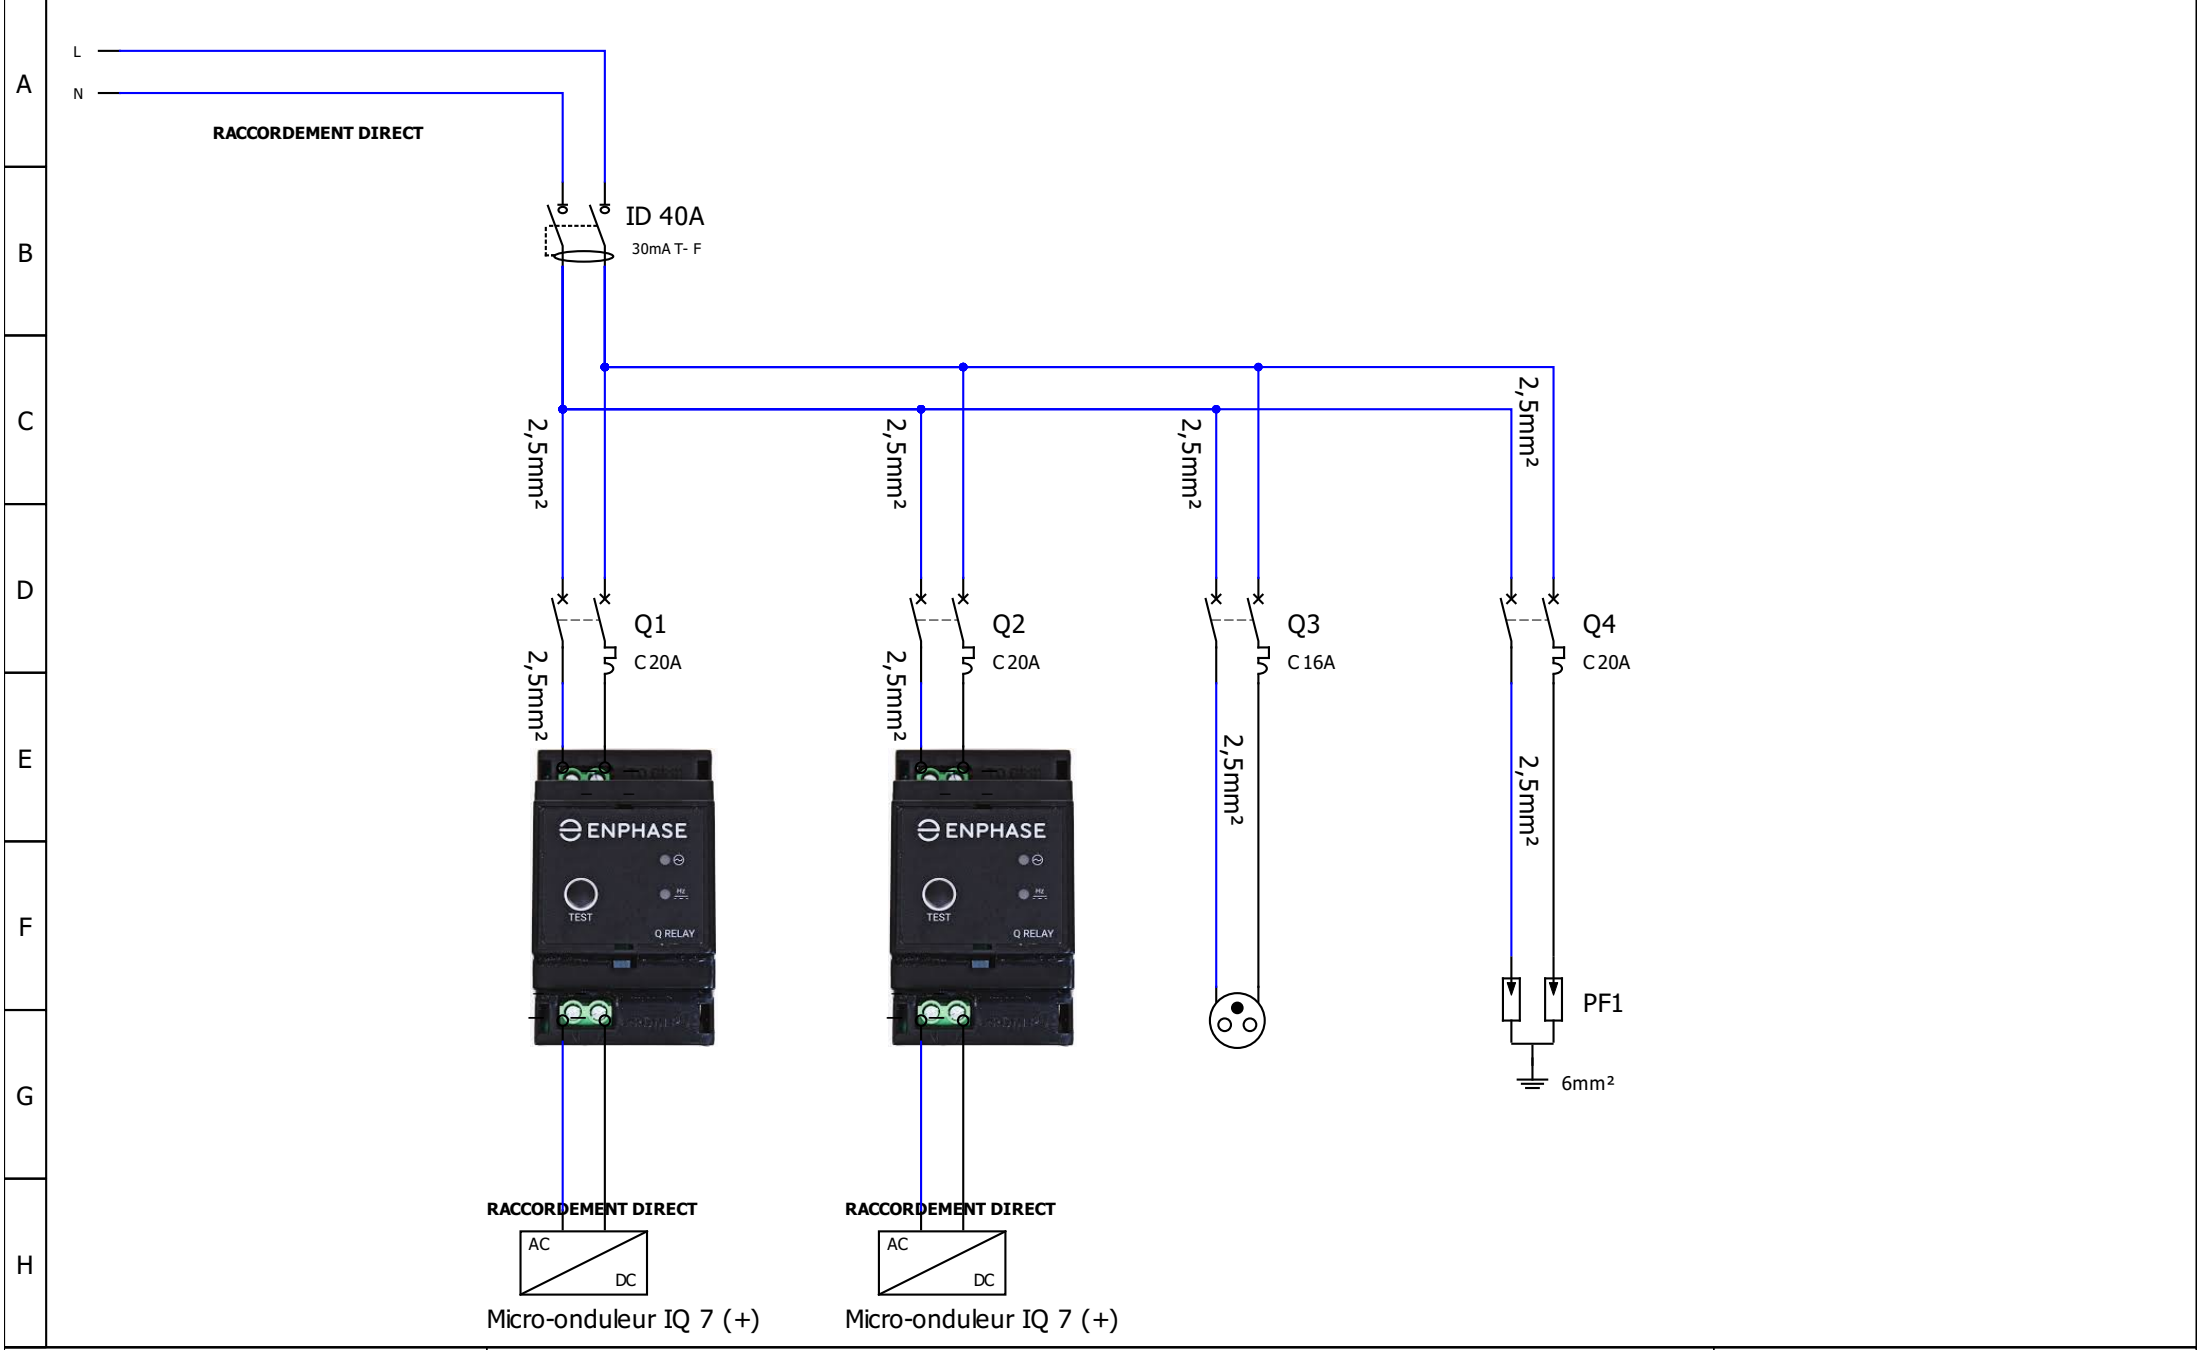 L
A
N
RACCORDEMENT DIRECT
ID 40A
B
30mA T- F
C
2,5mm²
2,5mm²
2,5mm²
2,5mm²
D
Q1
Q2
Q3
Q4
C 20A
C 20A
C 16A
C 20A
2,5mm²
2,5mm²
2,5mm²
2,5mm²
E
ENPHASE
ENPHASE
Hz
Hz
TEST
TEST
F
Q RELAY
Q RELAY
PF1
6mm²
G
RACCORDEMENT DIRECT
RACCORDEMENT DIRECT
AC
AC
H
DC
DC
Micro-onduleur IQ 7 (+)
Micro-onduleur IQ 7 (+)